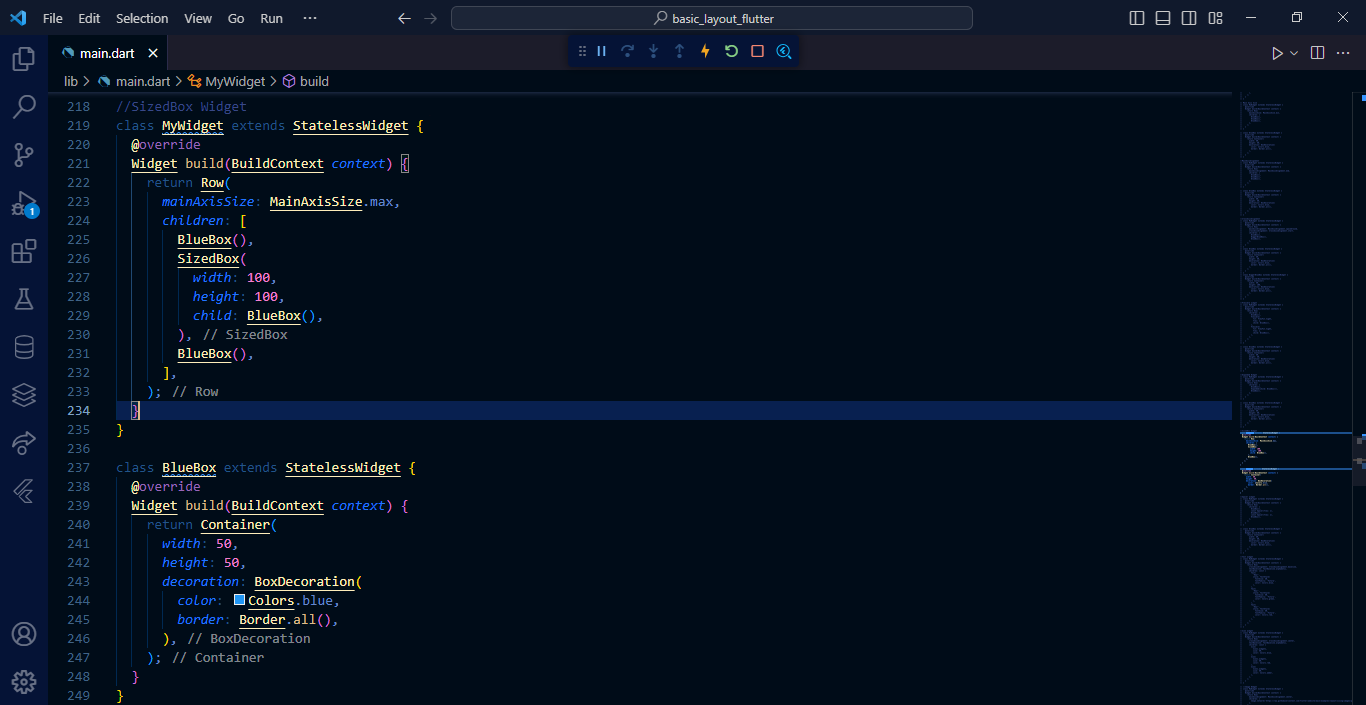 File Edit Selection View Go Run ··· basic_layout_flutter
main.dart
lib > main.dart > MyWidget > build
1
218 //SizedBox Widget
219 class MyWidget extends StatelessWidget {
220 @override
221 Widget build(BuildContext context) {
222 return Row(
223 mainAxisSize: MainAxisSize.max,
224 children: [
225 BlueBox(),
226 SizedBox(
227 width: 100,
228 height: 100,
229 child: BlueBox(),
230 ), // SizedBox
231 BlueBox(),
232 ],
233 ); // Row
234 }
235 }
236
237 class BlueBox extends StatelessWidget {
238 @override
239 Widget build(BuildContext context) {
240 return Container(
241 width: 50,
242 height: 50,
243 decoration: BoxDecoration(
244 color: Colors.blue,
245 border: Border.all(),
246 ), // BoxDecoration
247 ); // Container
248 }
249 }